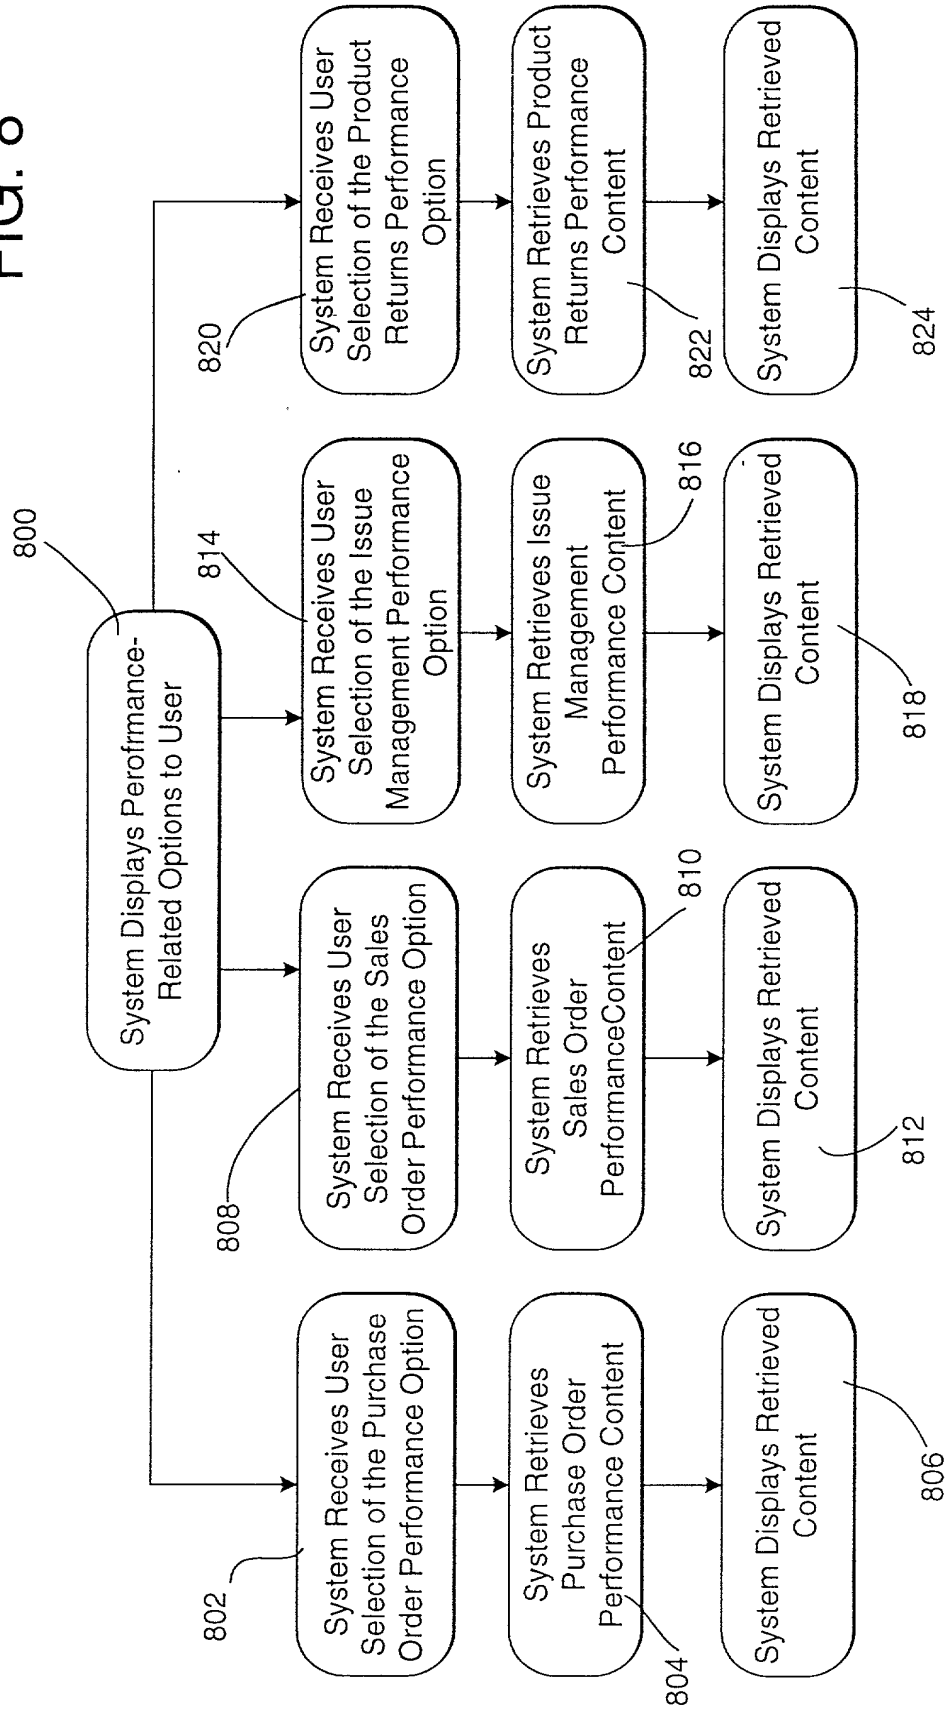 FIG. 8
800
System Displays Perofrmance-
Related Options to User
802
System Receives User
Selection of the Purchase
Order Performance Option
808
System Receives User
Selection of the Sales
Order Performance Option
814
System Receives User
Selection of the Issue
Management Performance
Option
820
System Receives User
Selection of the Product
Returns Performance
Option
System Retrieves
Purchase Order
Performance Content
804
System Retrieves
Sales Order
PerformanceContent
810
System Retrieves Issue
Management
Performance Content
816
System Retrieves Product
Returns Performance
Content
822
System Displays Retrieved
Content
806
System Displays Retrieved
Content
812
System Displays Retrieved
Content
818
System Displays Retrieved
Content
824